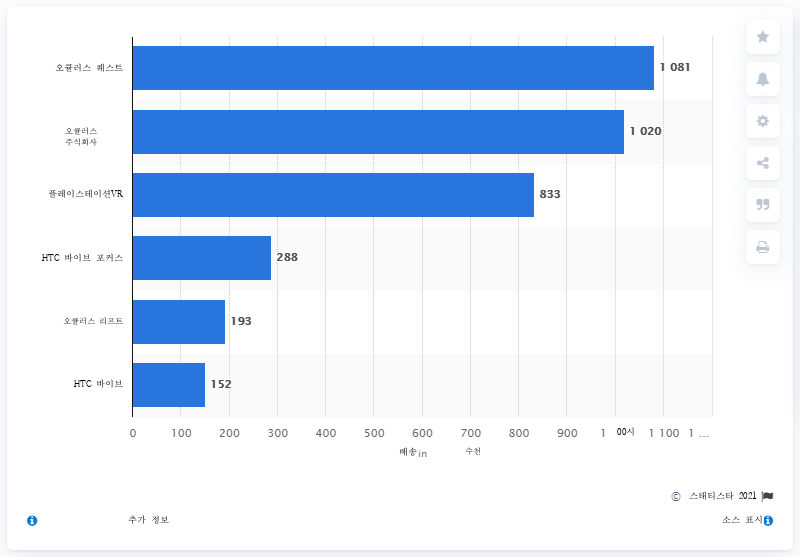 오큘러스 퀘스트
1 081
오큘러스
주식회사
1 020
플레이스테이션VR
833
HTC 바이브 포커스
288
오큘러스 리프트
193
HTC 바이브
152
0 100 200 300 400 500 600 700 800 900 1 00시 1 100 1 ...
배송in 수천
© 스태티스타 2021
추가 정보 소스 표시